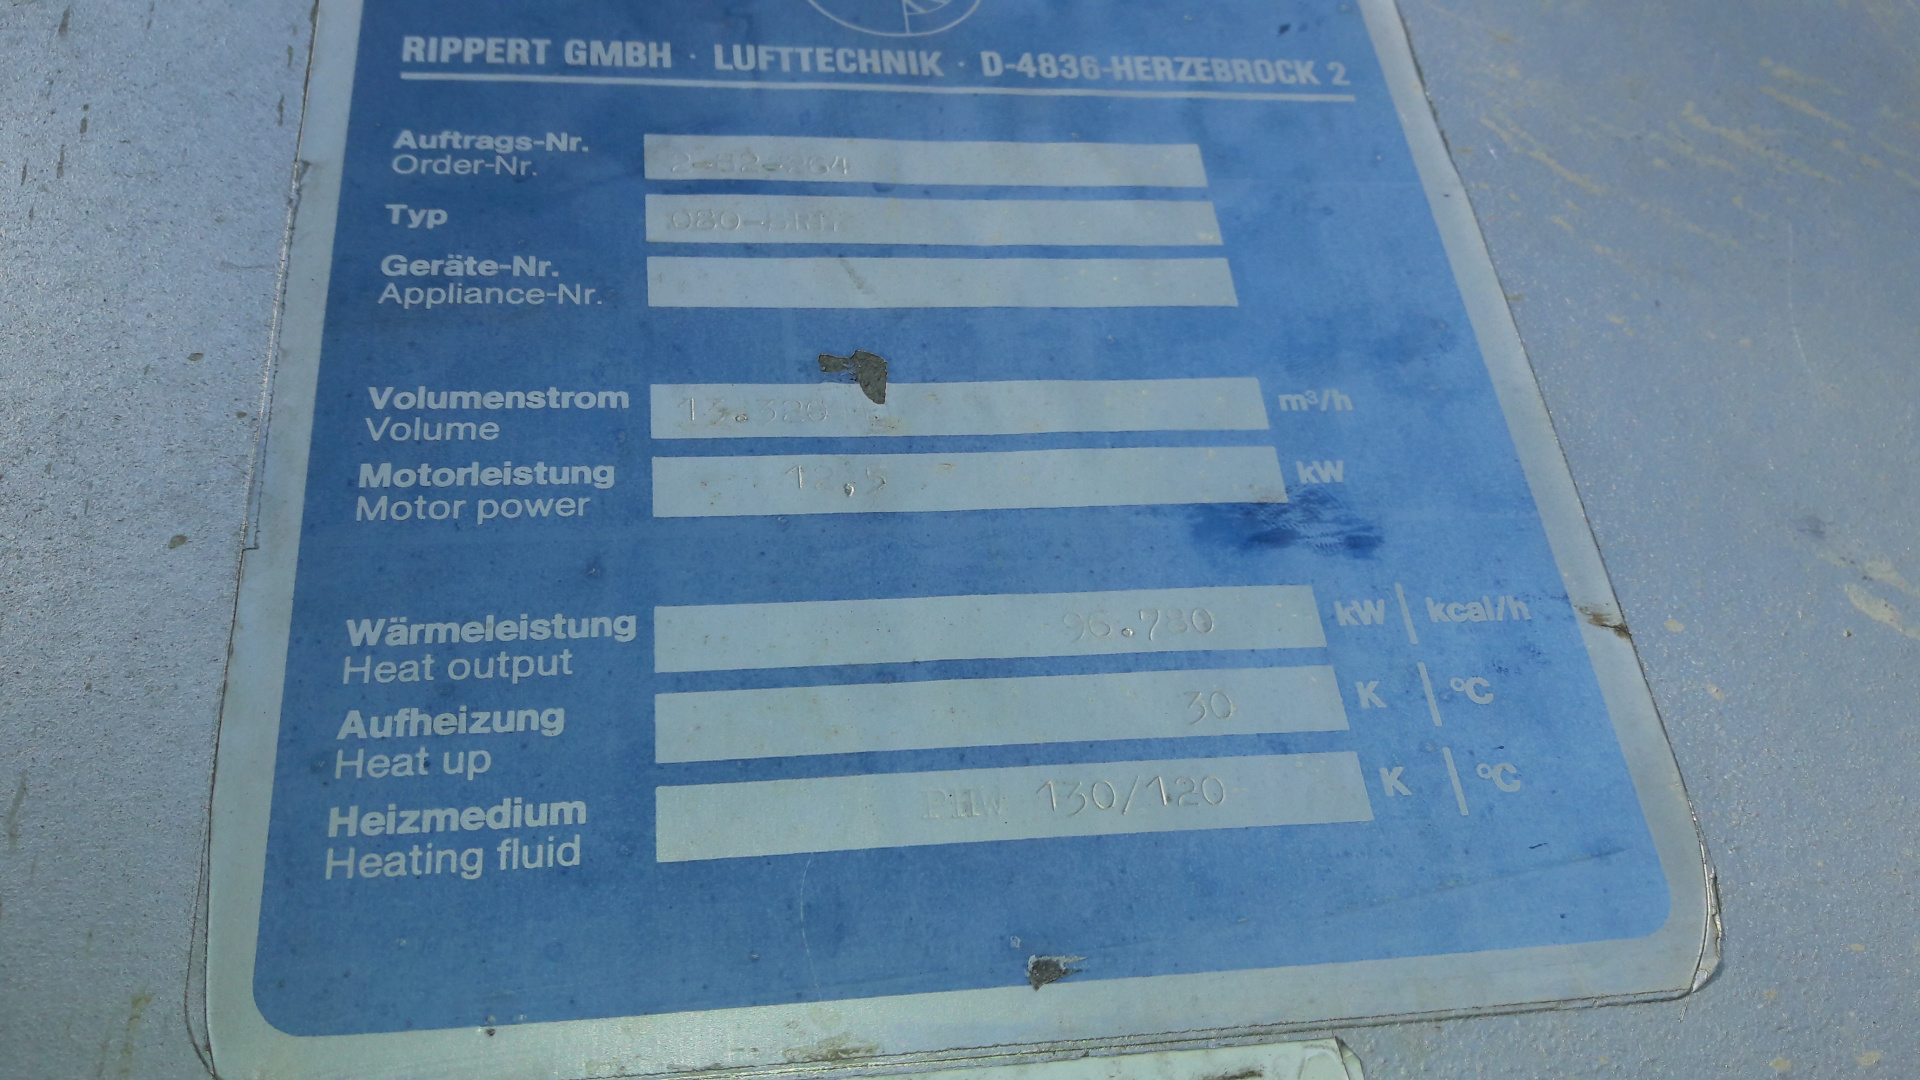 RIPPERT GMBH · LUFTTECHNIK · D-4836-HERZEBROCK 2
Auftrags-Nr.
Order-Nr.
Typ
Geräte-Nr.
Appliance-Nr.
Volumenstrom 13.320 m³/h
Volume
Motorleistung 12,5 kW
Motor power
Wärmeleistung 96.780 kW | kcal/h
Heat output
Aufheizung 30 K | °C
Heat up
Heizmedium 130/120 K | °C
Heating fluid